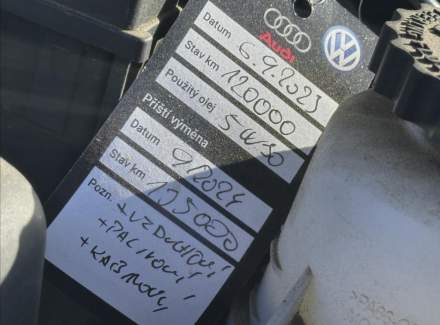 Audi
Datum 6.9.2023
Stav km 120000
Použitý olej 5W30
Příští výměna
Datum 9/2024
Stav km 135000
Pozn. +VZDUCHOVÝ
+PALIVOVÝ
+KABINOVÝ